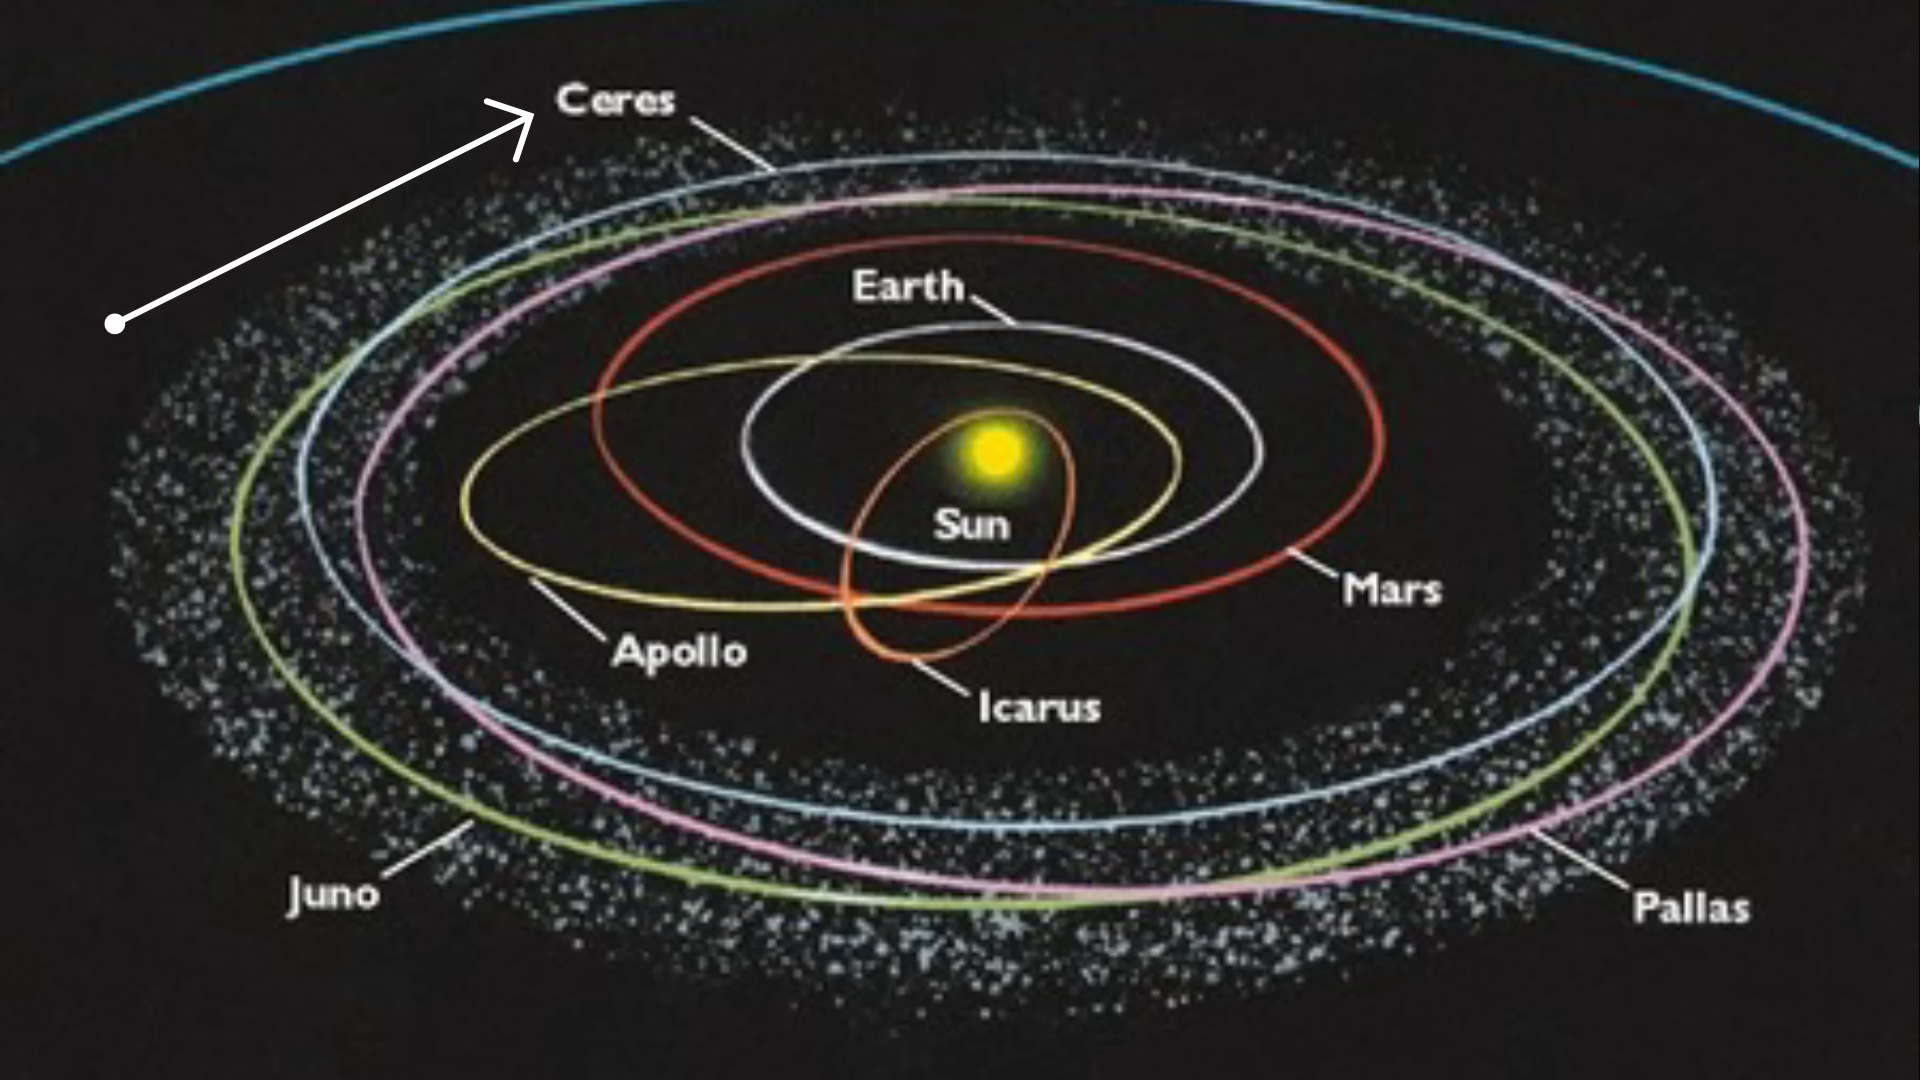 Ceres
Earth
Sun
Mars
Apollo
Icarus
Juno
Pallas